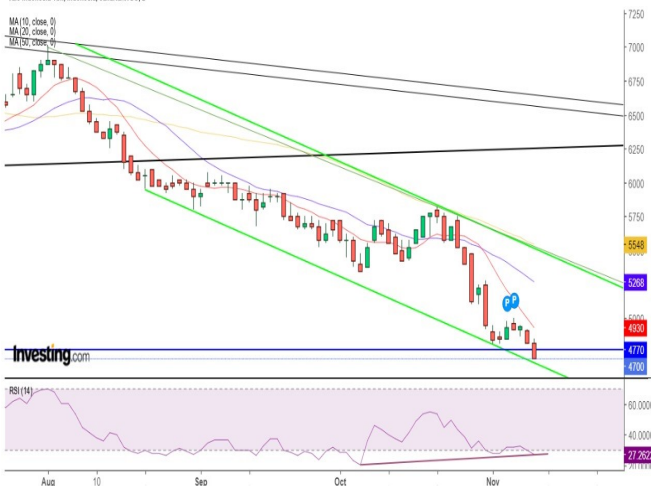 MA (10, close, 0)
MA (20, close, 0)
MA (50, close, 0)
7250
7000
6750
6500
6250
6000
5750
5548
5268
5000
4930
4770
4700
P P
Investing.com
RSI (14)
60.0000
40.0000
27.262
Aug 10 Sep Oct Nov